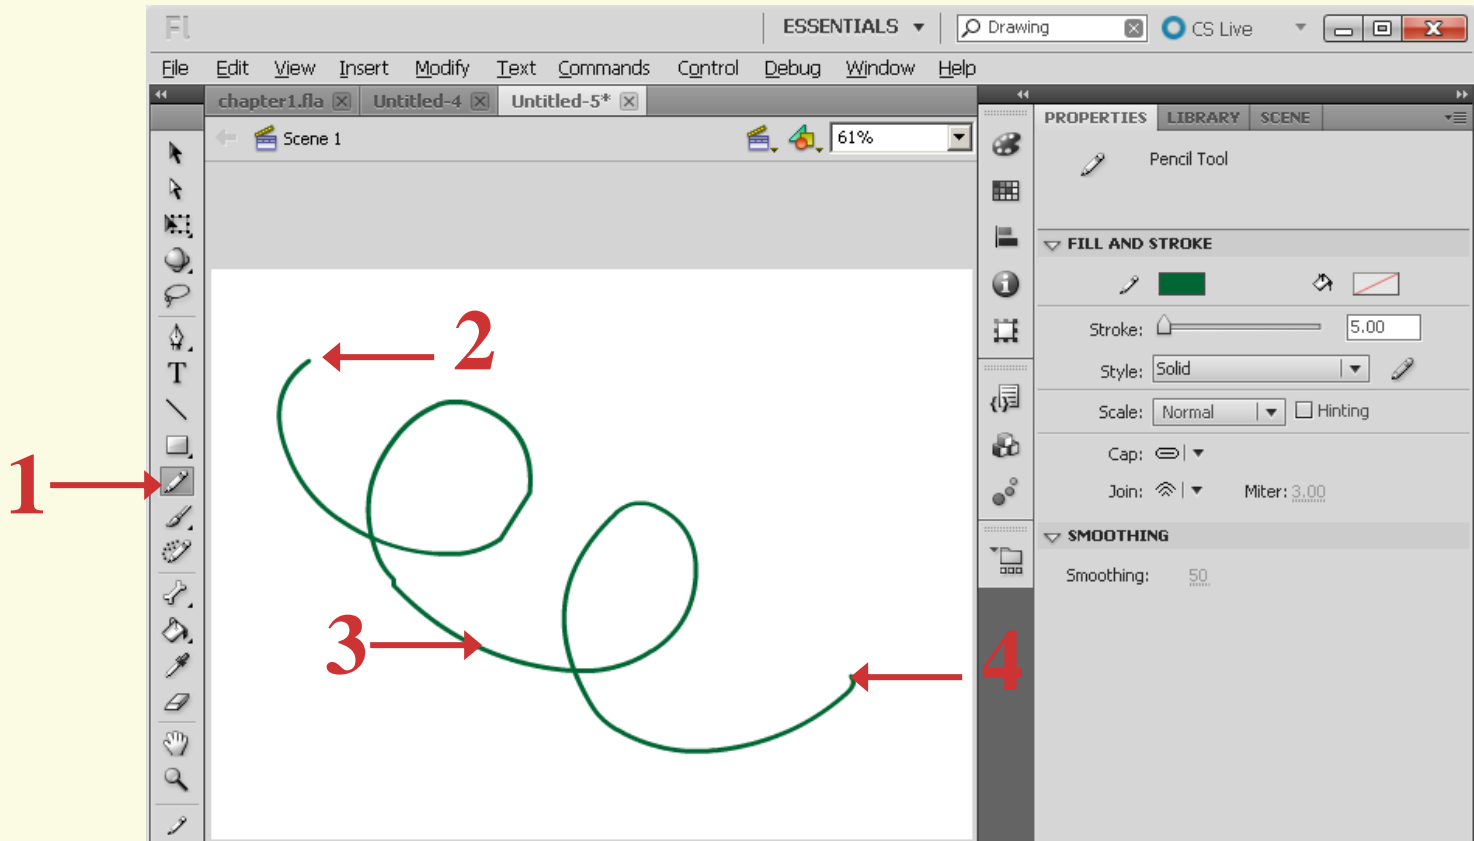 Fl ESSENTIALS Drawing CS Live
File Edit View Insert Modify Text Commands Control Debug Window Help
chapter1.fla Untitled-4 Untitled-5*
Scene 1 61%
PROPERTIES LIBRARY SCENE
Pencil Tool
FILL AND STROKE
Stroke: 5.00
Style: Solid
Scale: Normal Hinting
Cap:
Join: Miter: 3.00
SMOOTHING
Smoothing: 50
T
1
2
3
4